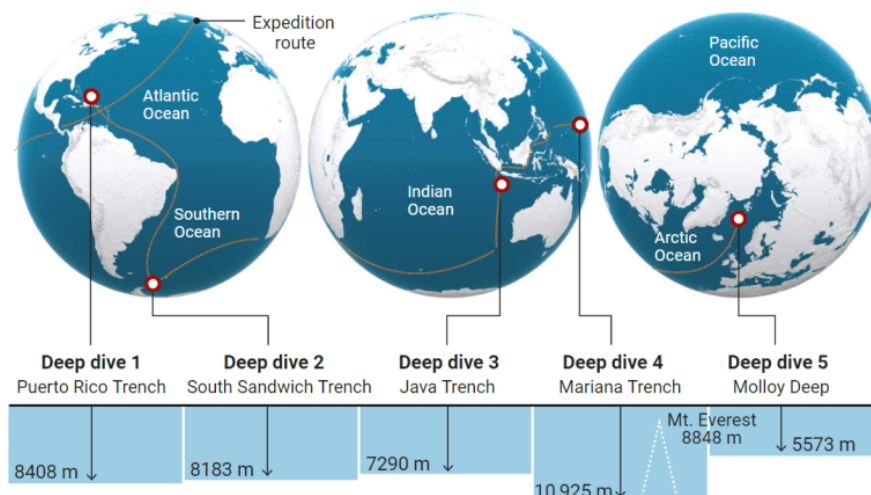 Expedition
route
Atlantic
Ocean
Southern
Ocean
Indian
Ocean
Pacific
Ocean
Arctic
Ocean
Deep dive 1
Puerto Rico Trench
Deep dive 2
South Sandwich Trench
Deep dive 3
Java Trench
Deep dive 4
Mariana Trench
Deep dive 5
Molloy Deep
8408 m
8183 m
7290 m
10 925 m
Mt. Everest
8848 m
5573 m